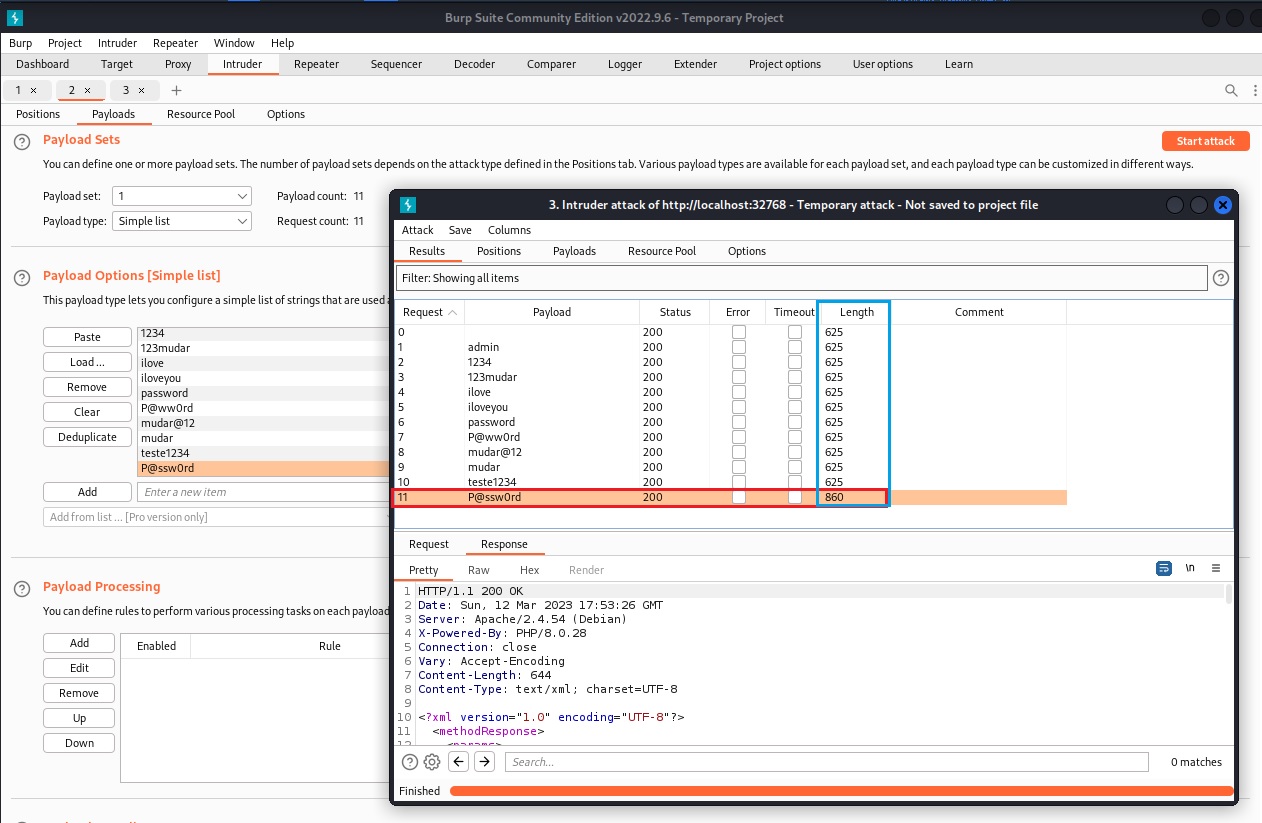 Burp Suite Community Edition v2022.9.6 - Temporary Project
Burp Project Intruder Repeater Window Help
Dashboard Target Proxy Intruder Repeater Sequencer Decoder Comparer Logger Extender Project options User options Learn
1 × 2 × 3 × +
Positions Payloads Resource Pool Options
? Payload Sets
Start attack
You can define one or more payload sets. The number of payload sets depends on the attack type defined in the Positions tab. Various payload types are available for each payload set, and each payload type can be customized in different ways.
Payload set: 1 Payload count: 11
Payload type: Simple list Request count: 11
? Payload Options [Simple list]
This payload type lets you configure a simple list of strings that are used
Paste
Load ...
Remove
Clear
Deduplicate
1234
123mudar
ilove
iloveyou
password
P@ww0rd
mudar@12
mudar
teste1234
P@ssw0rd
Add Enter a new item
Add from list ... [Pro version only]
? Payload Processing
You can define rules to perform various processing tasks on each payload
Add
Edit
Remove
Up
Down
Enabled Rule
3. Intruder attack of http://localhost:32768 - Temporary attack - Not saved to project file
Attack Save Columns
Results Positions Payloads Resource Pool Options
Filter: Showing all items ?
Request Payload Status Error Timeout Length Comment
0 200 625
1 admin 200 625
2 1234 200 625
3 123mudar 200 625
4 ilove 200 625
5 iloveyou 200 625
6 password 200 625
7 P@ww0rd 200 625
8 mudar@12 200 625
9 mudar 200 625
10 teste1234 200 625
11 P@ssw0rd 200 860
Request Response
Pretty Raw Hex Render \n
1 HTTP/1.1 200 OK
2 Date: Sun, 12 Mar 2023 17:53:26 GMT
3 Server: Apache/2.4.54 (Debian)
4 X-Powered-By: PHP/8.0.28
5 Connection: close
6 Vary: Accept-Encoding
7 Content-Length: 644
8 Content-Type: text/xml; charset=UTF-8
9
10 <?xml version="1.0" encoding="UTF-8"?>
11 <methodResponse>
12 <params>
? Search... 0 matches
Finished